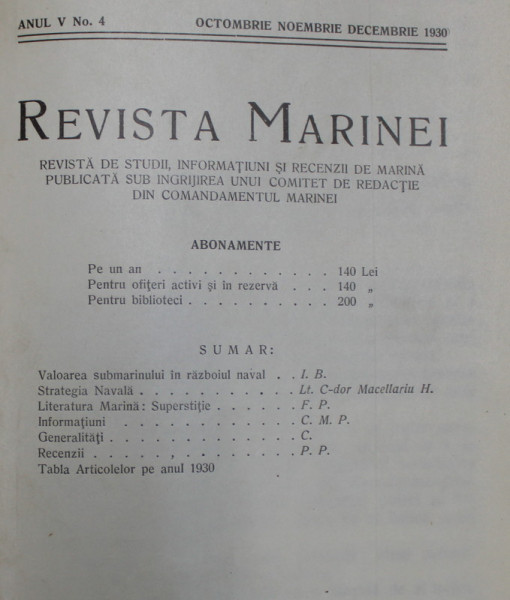 ANUL V No. 4 OCTOMBRIE NOEMBRIE DECEMBRIE 1930
REVISTA MARINEI
REVISTĂ DE STUDII, INFORMAŢIUNI ŞI RECENZII DE MARINĂ
PUBLICATĂ SUB INGRIJIREA UNUI COMITET DE REDACŢIE
DIN COMANDAMENTUL MARINEI
ABONAMENTE
Pe un an . . . . . . . . . . . . 140 Lei
Pentru ofiţeri activi şi în rezervă . . . 140 „
Pentru biblioteci . . . . . . . . . . 200 „
SUMAR:
Valoarea submarinului în războiul naval . . I. B.
Strategia Navală . . . . . . . . . . . Lt. C-dor Macellariu H.
Literatura Marină: Superstiţie . . . . . . F. P.
Informaţiuni . . . . . . . . . . . . . C. M. P.
Generalităţi . . . . . . . . . . . . . C.
Recenzii . . . . . . . . . . . . . . P. P.
Tabla Articolelor pe anul 1930